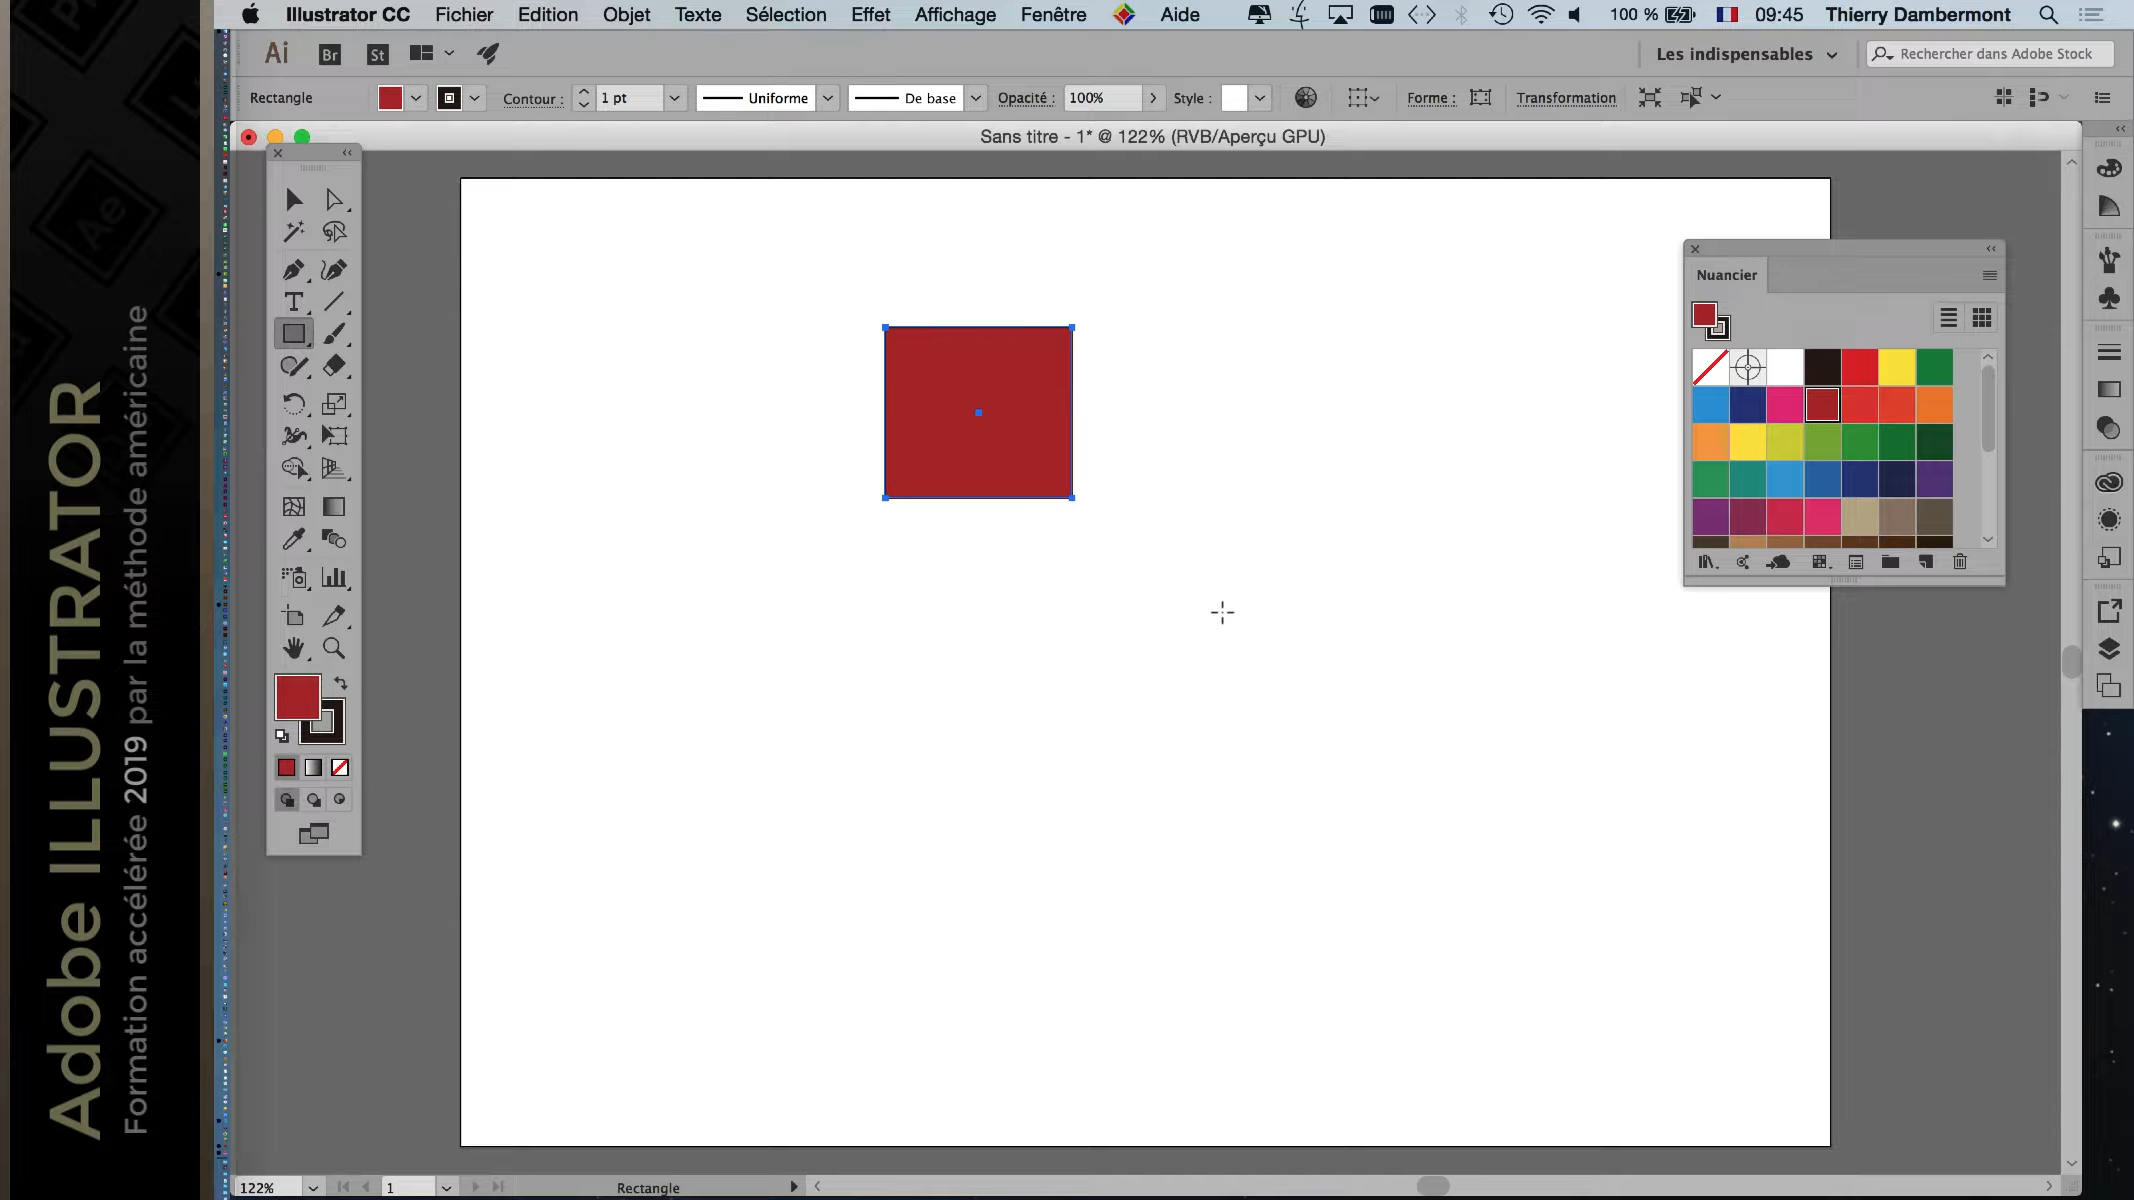 Adobe ILLUSTRATOR
Formation accélérée 2019 par la méthode américaine
Illustrator CC Fichier Edition Objet Texte Sélection Effet Affichage Fenêtre Aide 100 % 09:45 Thierry Dambermont
Ai Br St Les indispensables Rechercher dans Adobe Stock
Rectangle Contour : 1 pt Uniforme De base Opacité : 100% Style : Forme : Transformation
Sans titre - 1* @ 122% (RVB/Aperçu GPU)
Nuancier
T
122% 1 Rectangle